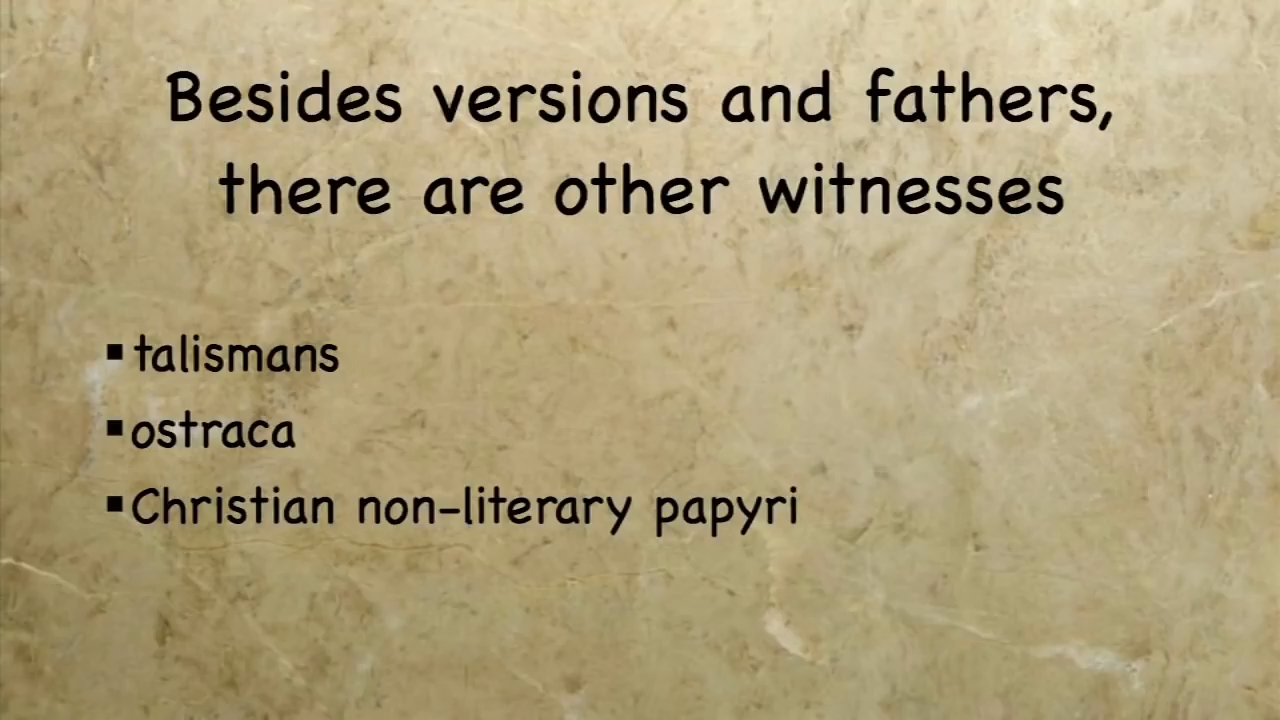 Besides versions and fathers,
there are other witnesses
▪talismans
▪ostraca
▪Christian non-literary papyri